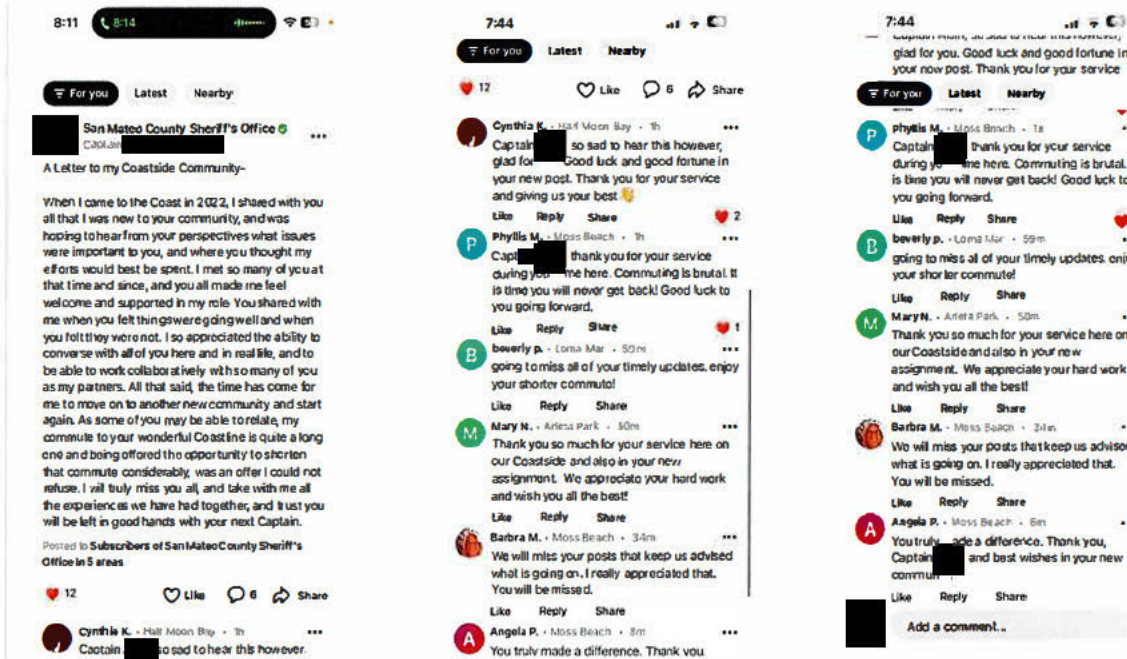 8:11
8:14
For you Latest Nearby
San Mateo County Sheriff's Office
Captain
A Letter to my Coastside Community-
When I came to the Coast in 2022, I shared with you
all that I was new to your community, and was
hoping to hear from your perspectives what issues
were important to you, and where you thought my
efforts would best be spent. I met so many of you at
that time and since, and you all made me feel
welcome and supported in my role. You shared with
me when you felt things were going well and when
you felt they were not. I so appreciated the ability to
converse with all of you here and in real life, and to
be able to work collaboratively with so many of you
as my partners. All that said, the time has come for
me to move on to another new community and start
again. As some of you may be able to relate, my
commute to your wonderful Coastline is quite a long
one and being offered the opportunity to shorten
that commute considerably, was an offer I could not
refuse. I will truly miss you all, and take with me all
the experiences we have had together, and trust you
will be left in good hands with your next Captain.
Posted to Subscribers of San Mateo County Sheriff's
Office in 5 areas
12 Like 6 Share
Cynthia K. · Half Moon Bay · 1h
Captain so sad to hear this however,
7:44
For you Latest Nearby
12 Like 6 Share
Cynthia K. · Half Moon Bay · 1h
Captain so sad to hear this however,
glad for Good luck and good fortune in
your new post. Thank you for your service
and giving us your best
Like Reply Share 2
P
Phyllis M. · Moss Beach · 1h
Capt thank you for your service
during yo me here. Commuting is brutal. It
is time you will never get back! Good luck to
you going forward.
Like Reply Share 1
B
beverly p. · Loma Mar · 59m
going to miss all of your timely updates. enjoy
your shorter commute!
Like Reply Share
M
Mary N. · Arleta Park · 50m
Thank you so much for your service here on
our Coastside and also in your new
assignment. We appreciate your hard work
and wish you all the best!
Like Reply Share
Barbra M. · Moss Beach · 34m
We will miss your posts that keep us advised
what is going on. I really appreciated that.
You will be missed.
Like Reply Share
A
Angela P. · Moss Beach · 8m
You truly made a difference. Thank you
7:44
glad for you. Good luck and good fortune in
your new post. Thank you for your service
For you Latest Nearby
P
Phyllis M. · Moss Beach · 1h
Captain thank you for your service
during yo me here. Commuting is brutal.
is time you will never get back! Good luck to
you going forward.
Like Reply Share
B
beverly p. · Loma Mar · 59m
going to miss all of your timely updates. enj
your shorter commute!
Like Reply Share
M
Mary N. · Arleta Park · 50m
Thank you so much for your service here on
our Coastside and also in your new
assignment. We appreciate your hard work
and wish you all the best!
Like Reply Share
Barbra M. · Moss Beach · 34m
We will miss your posts that keep us advised
what is going on. I really appreciated that.
You will be missed.
Like Reply Share
A
Angela P. · Moss Beach · 8m
You truly ade a difference. Thank you,
Captain and best wishes in your new
commun
Like Reply Share
Add a comment...